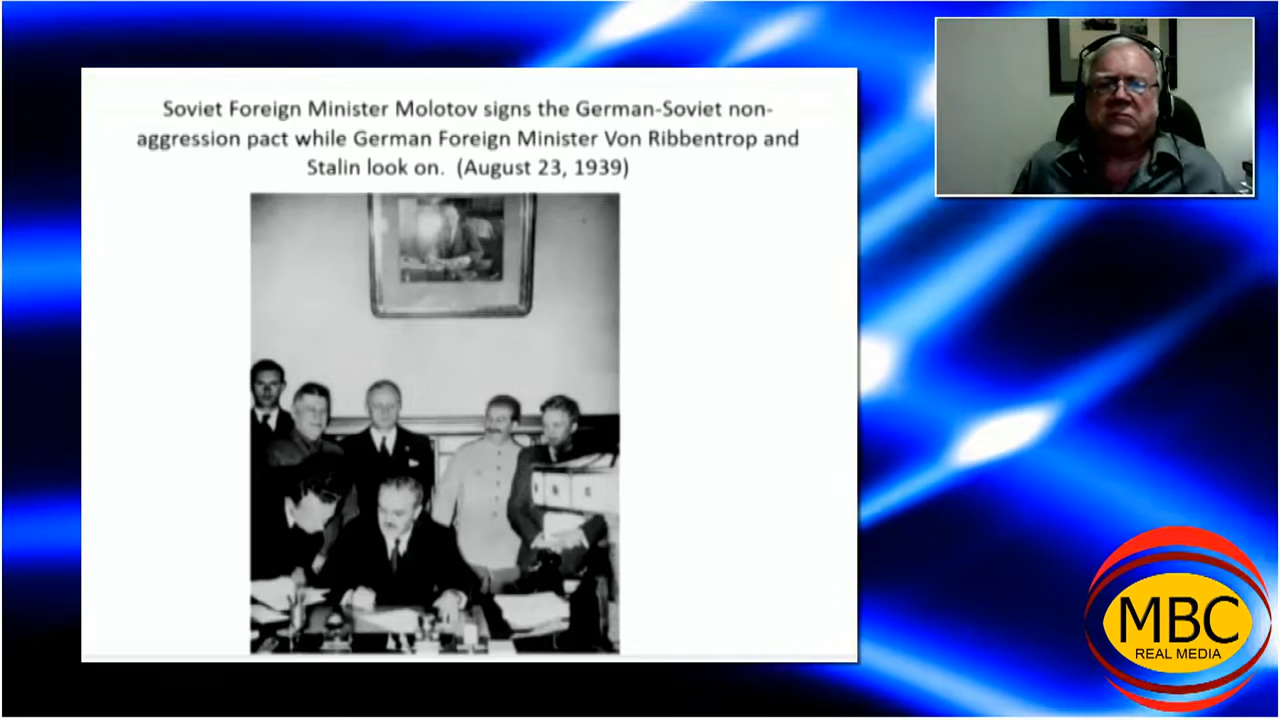 Soviet Foreign Minister Molotov signs the German-Soviet non-
aggression pact while German Foreign Minister Von Ribbentrop and
Stalin look on.  (August 23, 1939)
MBC
REAL MEDIA